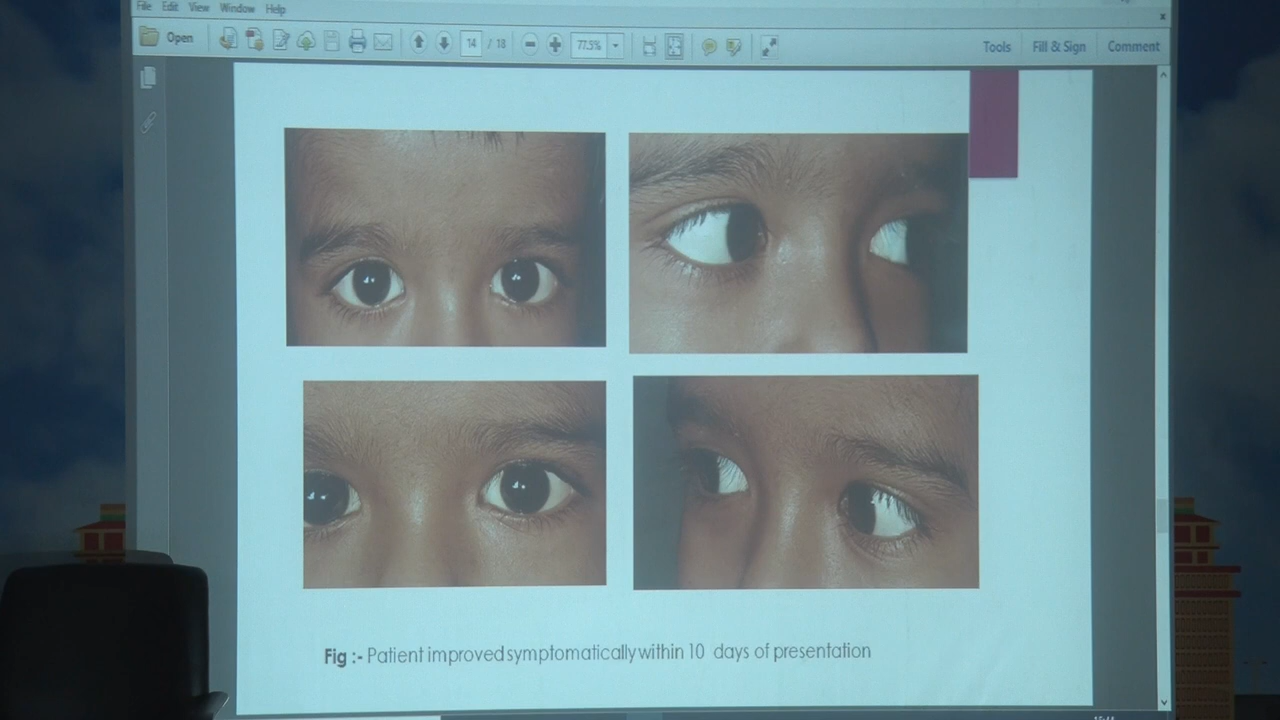 File Edit View Window Help
Open 14 / 18 77.5% Tools Fill & Sign Comment
Fig :- Patient improved symptomatically within 10 days of presentation